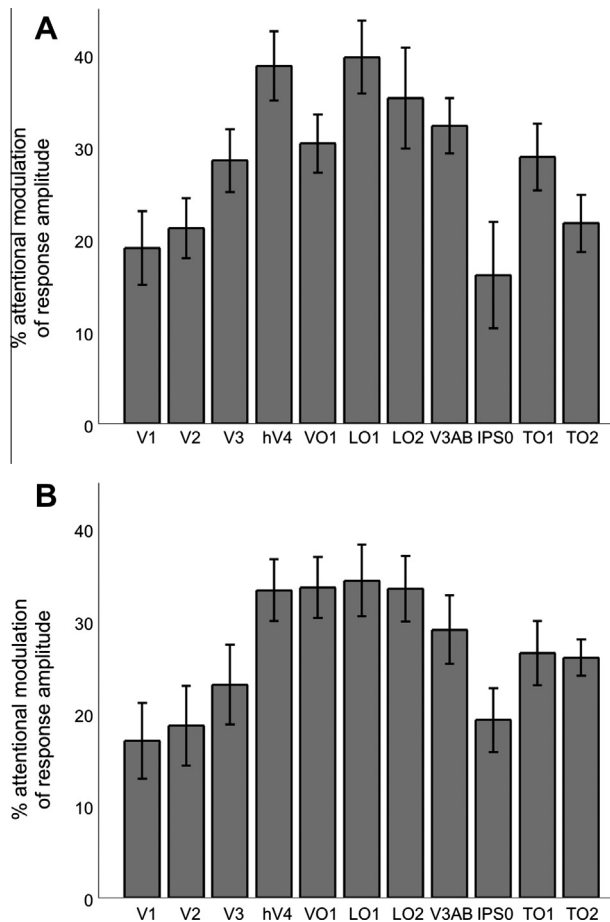 A
% attentional modulation
of response amplitude
40
30
20
10
0
V1 V2 V3 hV4 VO1 LO1 LO2 V3AB IPS0 TO1 TO2
B
% attentional modulation
of response amplitude
40
30
20
10
0
V1 V2 V3 hV4 VO1 LO1 LO2 V3AB IPS0 TO1 TO2